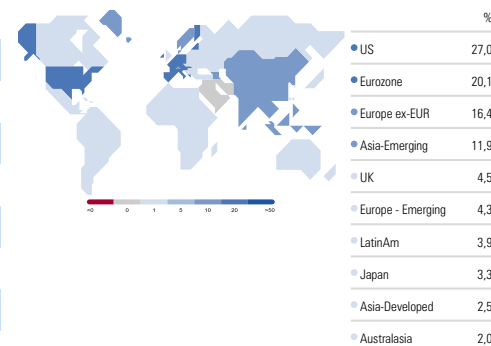 %
US 27,0
Eurozone 20,1
Europe ex-EUR 16,4
Asia-Emerging 11,9
UK 4,5
Europe - Emerging 4,3
LatinAm 3,9
Japan 3,3
Asia-Developed 2,5
Australasia 2,0
<0 0 1 5 10 20 >50